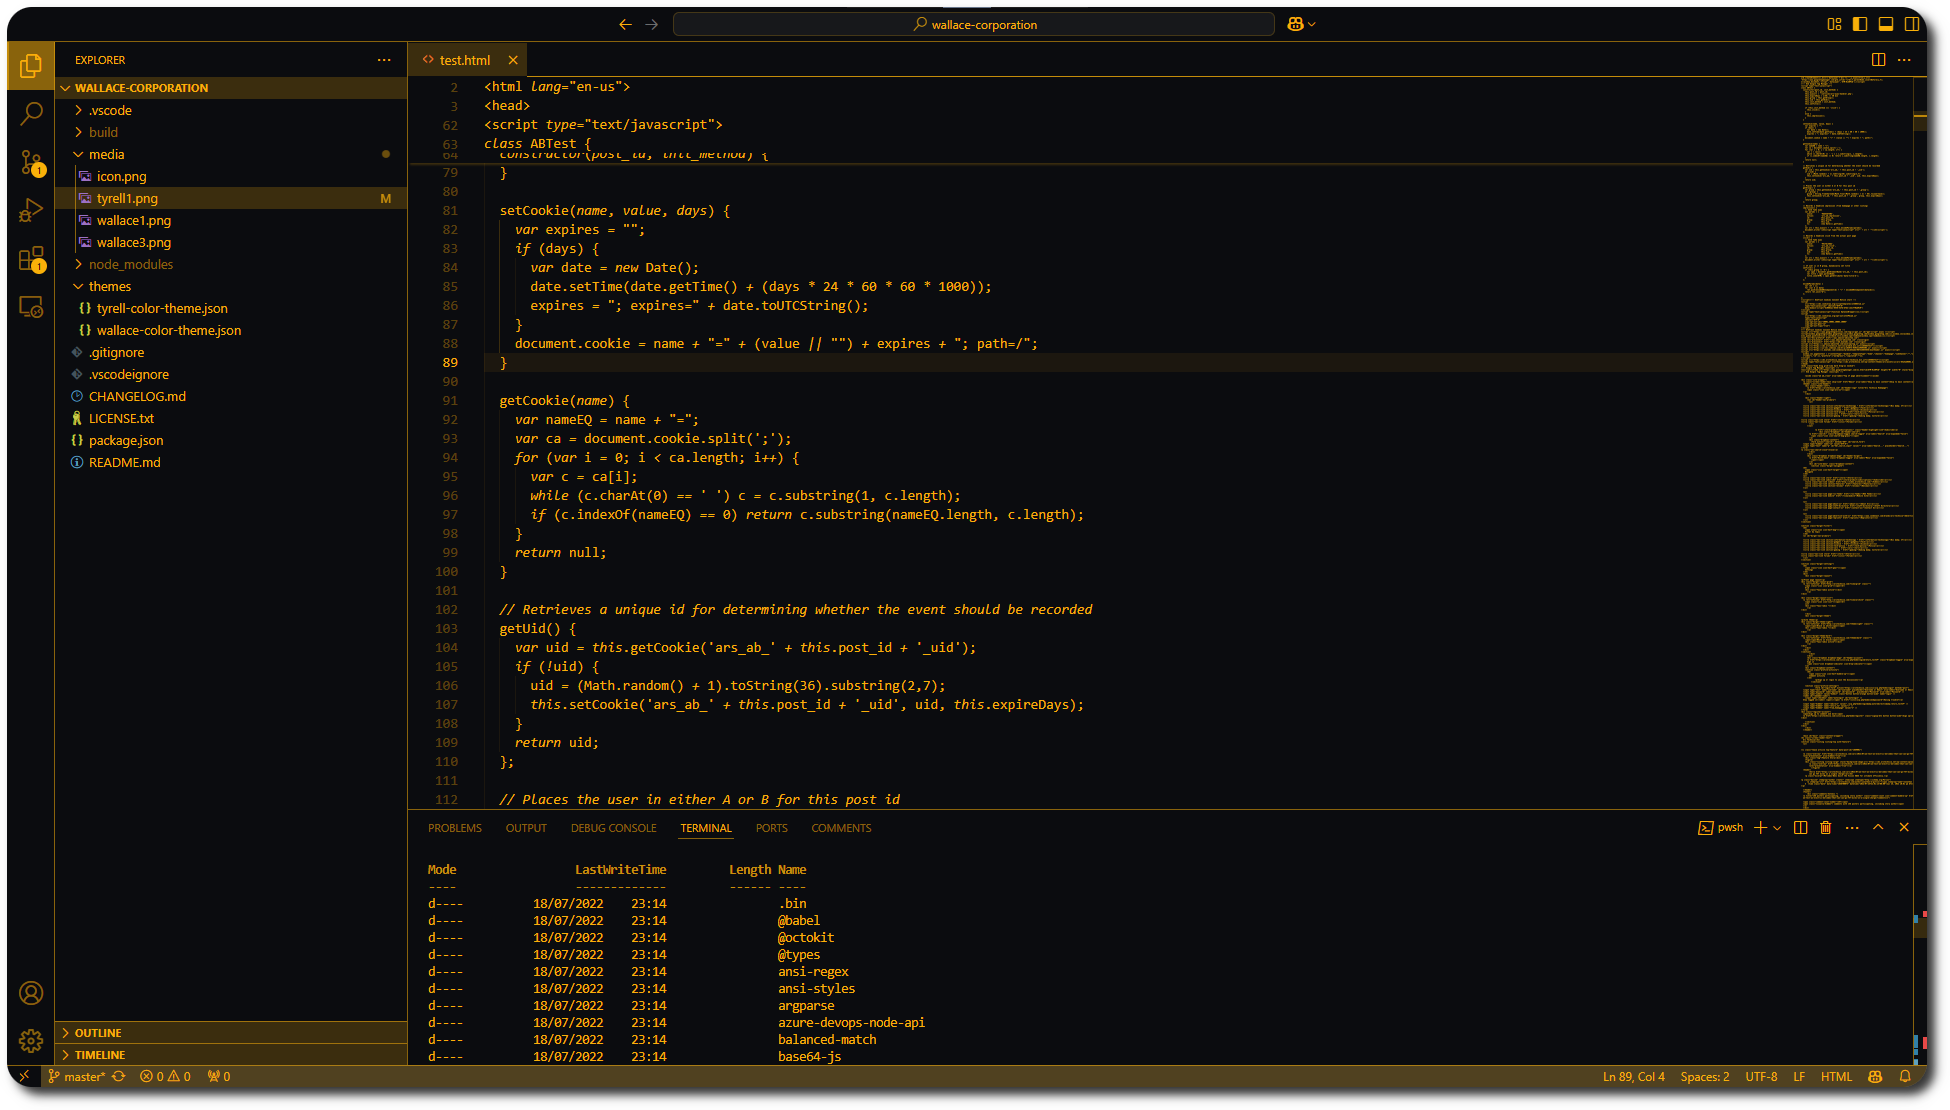 wallace-corporation
EXPLORER
WALLACE-CORPORATION
.vscode
build
media
icon.png
tyrell1.png M
wallace1.png
wallace3.png
node_modules
themes
{} tyrell-color-theme.json
{} wallace-color-theme.json
.gitignore
.vscodeignore
CHANGELOG.md
LICENSE.txt
{} package.json
README.md
OUTLINE
TIMELINE
1
1
<> test.html
2 <html lang="en-us">
3 <head>
62 <script type="text/javascript">
63 class ABTest {
64 constructor(post_id, init_method) {
79 }
80
81 setCookie(name, value, days) {
82 var expires = "";
83 if (days) {
84 var date = new Date();
85 date.setTime(date.getTime() + (days * 24 * 60 * 60 * 1000));
86 expires = "; expires=" + date.toUTCString();
87 }
88 document.cookie = name + "=" + (value || "") + expires + "; path=/";
89 }
90
91 getCookie(name) {
92 var nameEQ = name + "=";
93 var ca = document.cookie.split(';');
94 for (var i = 0; i < ca.length; i++) {
95 var c = ca[i];
96 while (c.charAt(0) == ' ') c = c.substring(1, c.length);
97 if (c.indexOf(nameEQ) == 0) return c.substring(nameEQ.length, c.length);
98 }
99 return null;
100 }
101
102 // Retrieves a unique id for determining whether the event should be recorded
103 getUid() {
104 var uid = this.getCookie('ars_ab_' + this.post_id + '_uid');
105 if (!uid) {
106 uid = (Math.random() + 1).toString(36).substring(2,7);
107 this.setCookie('ars_ab_' + this.post_id + '_uid', uid, this.expireDays);
108 }
109 return uid;
110 };
111
112 // Places the user in either A or B for this post id
PROBLEMS OUTPUT DEBUG CONSOLE TERMINAL PORTS COMMENTS pwsh
Mode LastWriteTime Length Name
---- ------------- ------ ----
d---- 18/07/2022 23:14 .bin
d---- 18/07/2022 23:14 @babel
d---- 18/07/2022 23:14 @octokit
d---- 18/07/2022 23:14 @types
d---- 18/07/2022 23:14 ansi-regex
d---- 18/07/2022 23:14 ansi-styles
d---- 18/07/2022 23:14 argparse
d---- 18/07/2022 23:14 azure-devops-node-api
d---- 18/07/2022 23:14 balanced-match
d---- 18/07/2022 23:14 base64-js
master* 0 0 0 Ln 89, Col 4 Spaces: 2 UTF-8 LF HTML